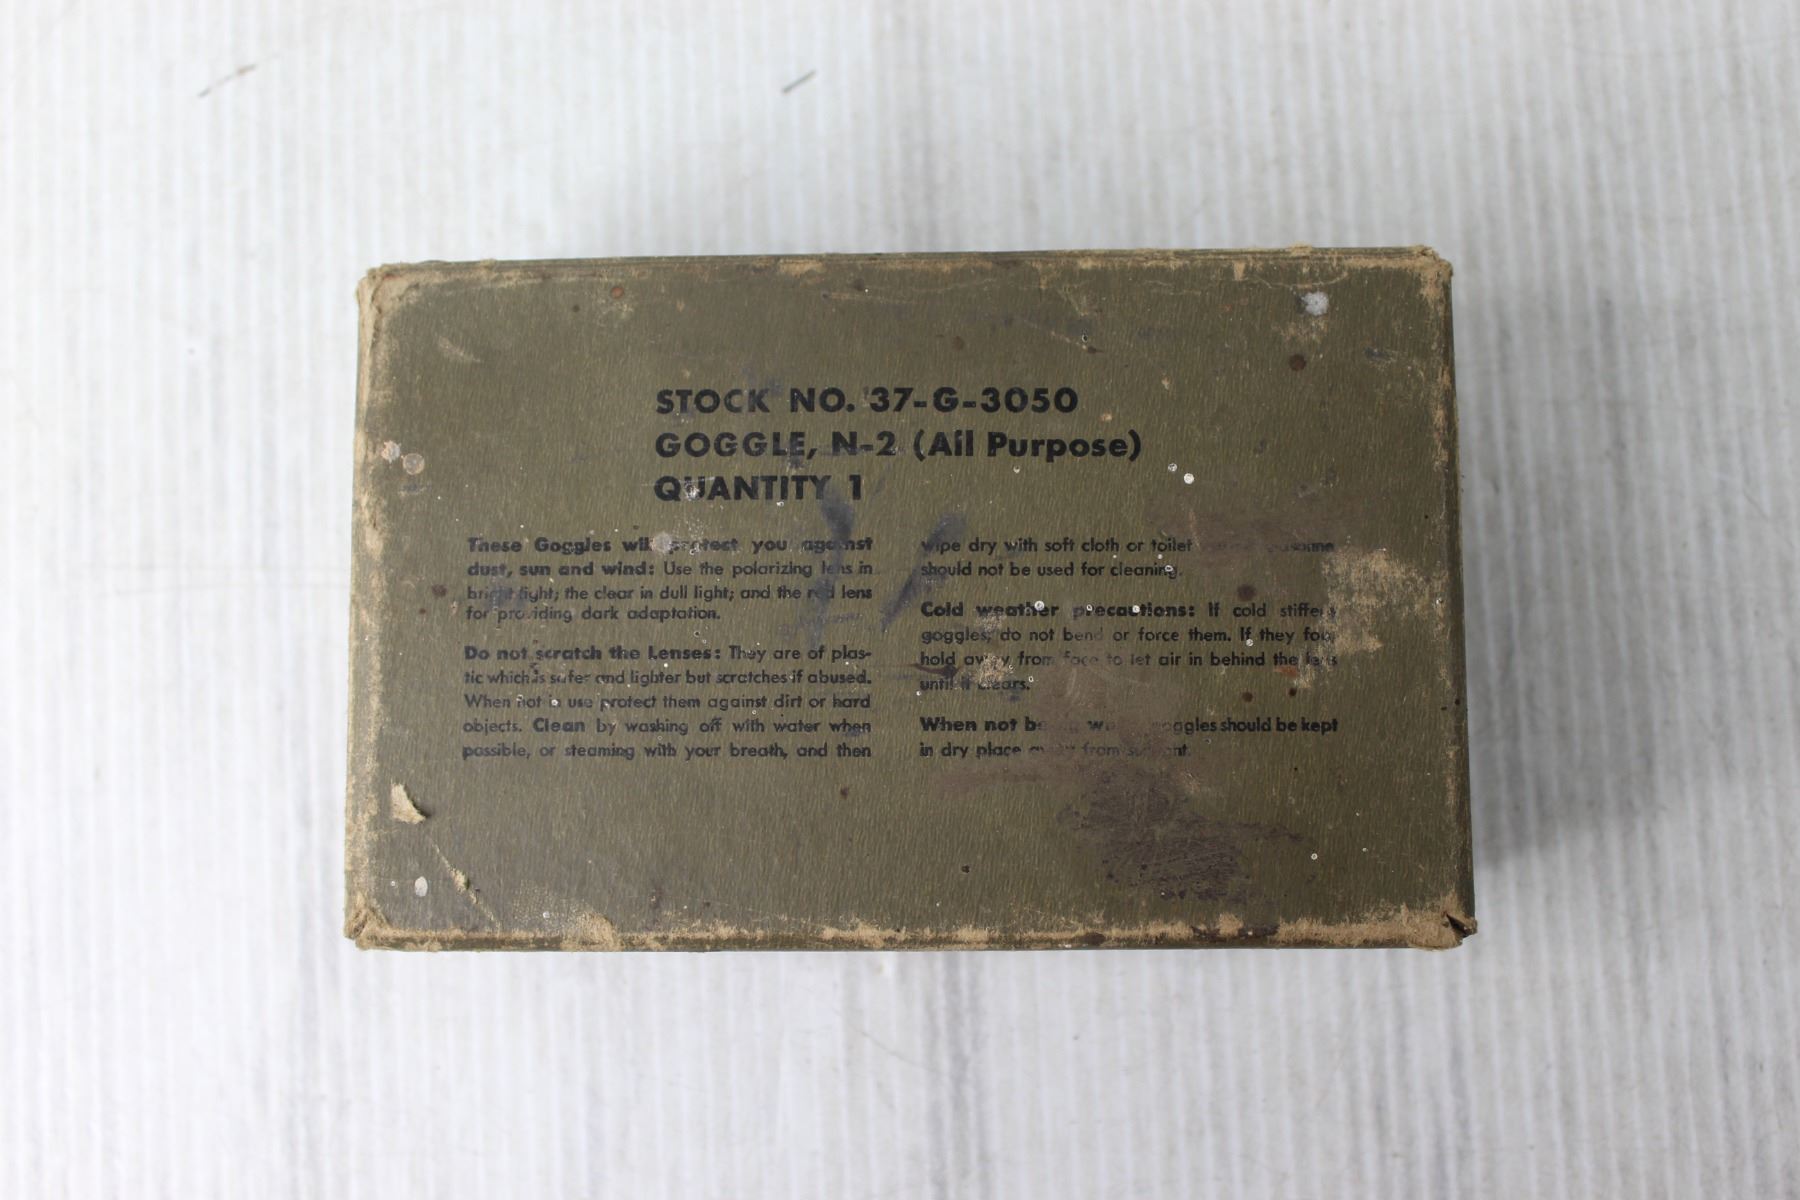 STOCK NO. 37-G-3050
GOGGLE, N-2 (All Purpose)
QUANTITY 1
These Goggles will protect you against
dust, sun and wind: Use the polarizing lens in
bright light; the clear in dull light; and the red lens
for providing dark adaptation.
Do not scratch the Lenses: They are of plas-
tic which is safer and lighter but scratches if abused.
When not in use protect them against dirt or hard
objects. Clean by washing off with water when
possible, or steaming with your breath, and then
wipe dry with soft cloth or toilet
should not be used for cleaning.
Cold weather precautions: If cold stiffens
goggles, do not bend or force them. If they fog,
hold away from face to let air in behind the lens
until it clears.
When not being worn goggles should be kept
in dry place away from sunlight.